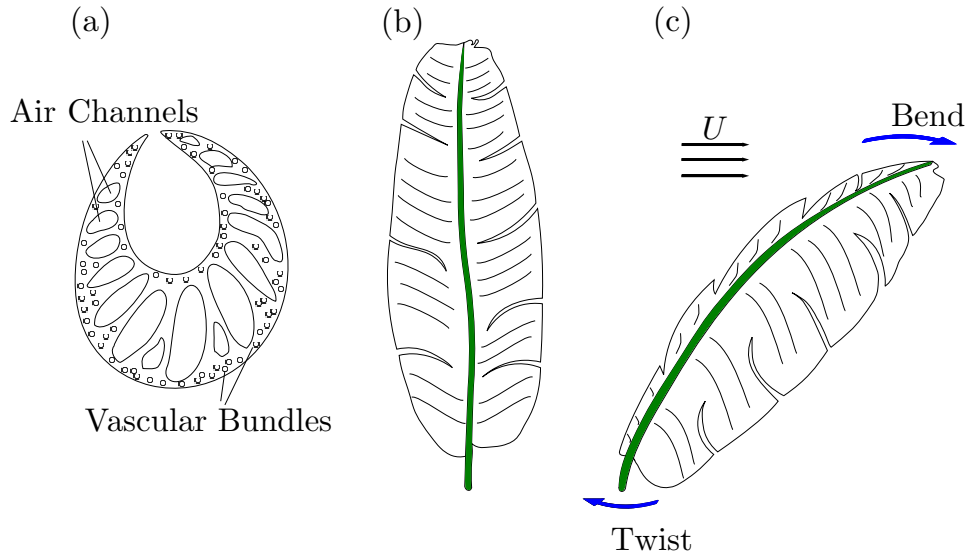 (a)
(b)
(c)
Air Channels
U
Bend
Vascular Bundles
Twist